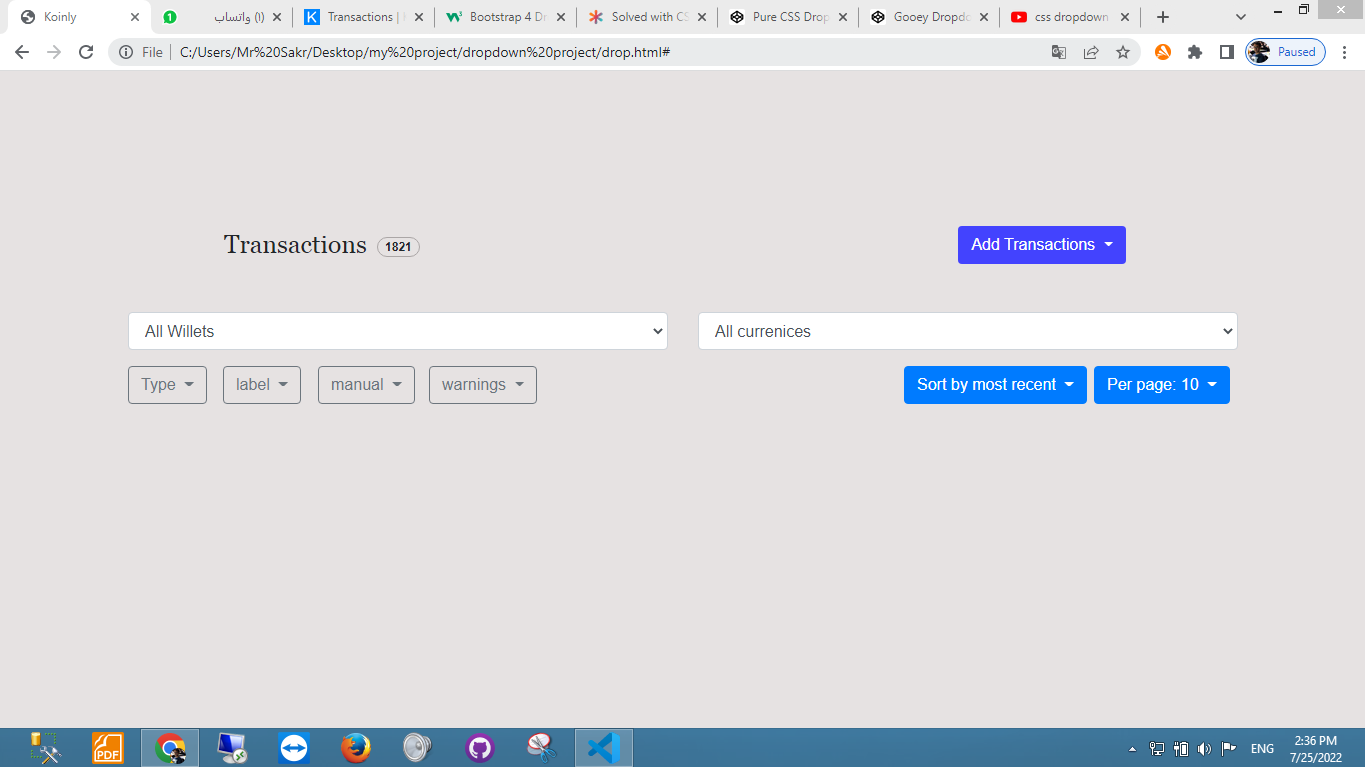 Koinly
1
(١) واتساب
K
Transactions |
Bootstrap 4 Dr
Solved with CS
Pure CSS Drop
Gooey Dropdo
css dropdown
File
C:/Users/Mr%20Sakr/Desktop/my%20project/dropdown%20project/drop.html#
Paused
Transactions 1821
Add Transactions
All Willets
All currenices
Type
label
manual
warnings
Sort by most recent
Per page: 10
PDF
ENG
2:36 PM
7/25/2022